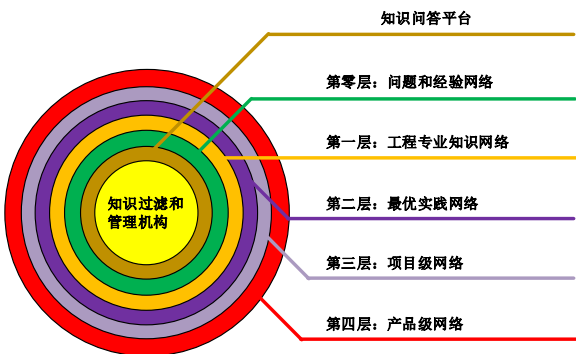 知识问答平台
第零层：问题和经验网络
第一层：工程专业知识网络
第二层：最优实践网络
第三层：项目级网络
第四层：产品级网络
知识过滤和
管理机构